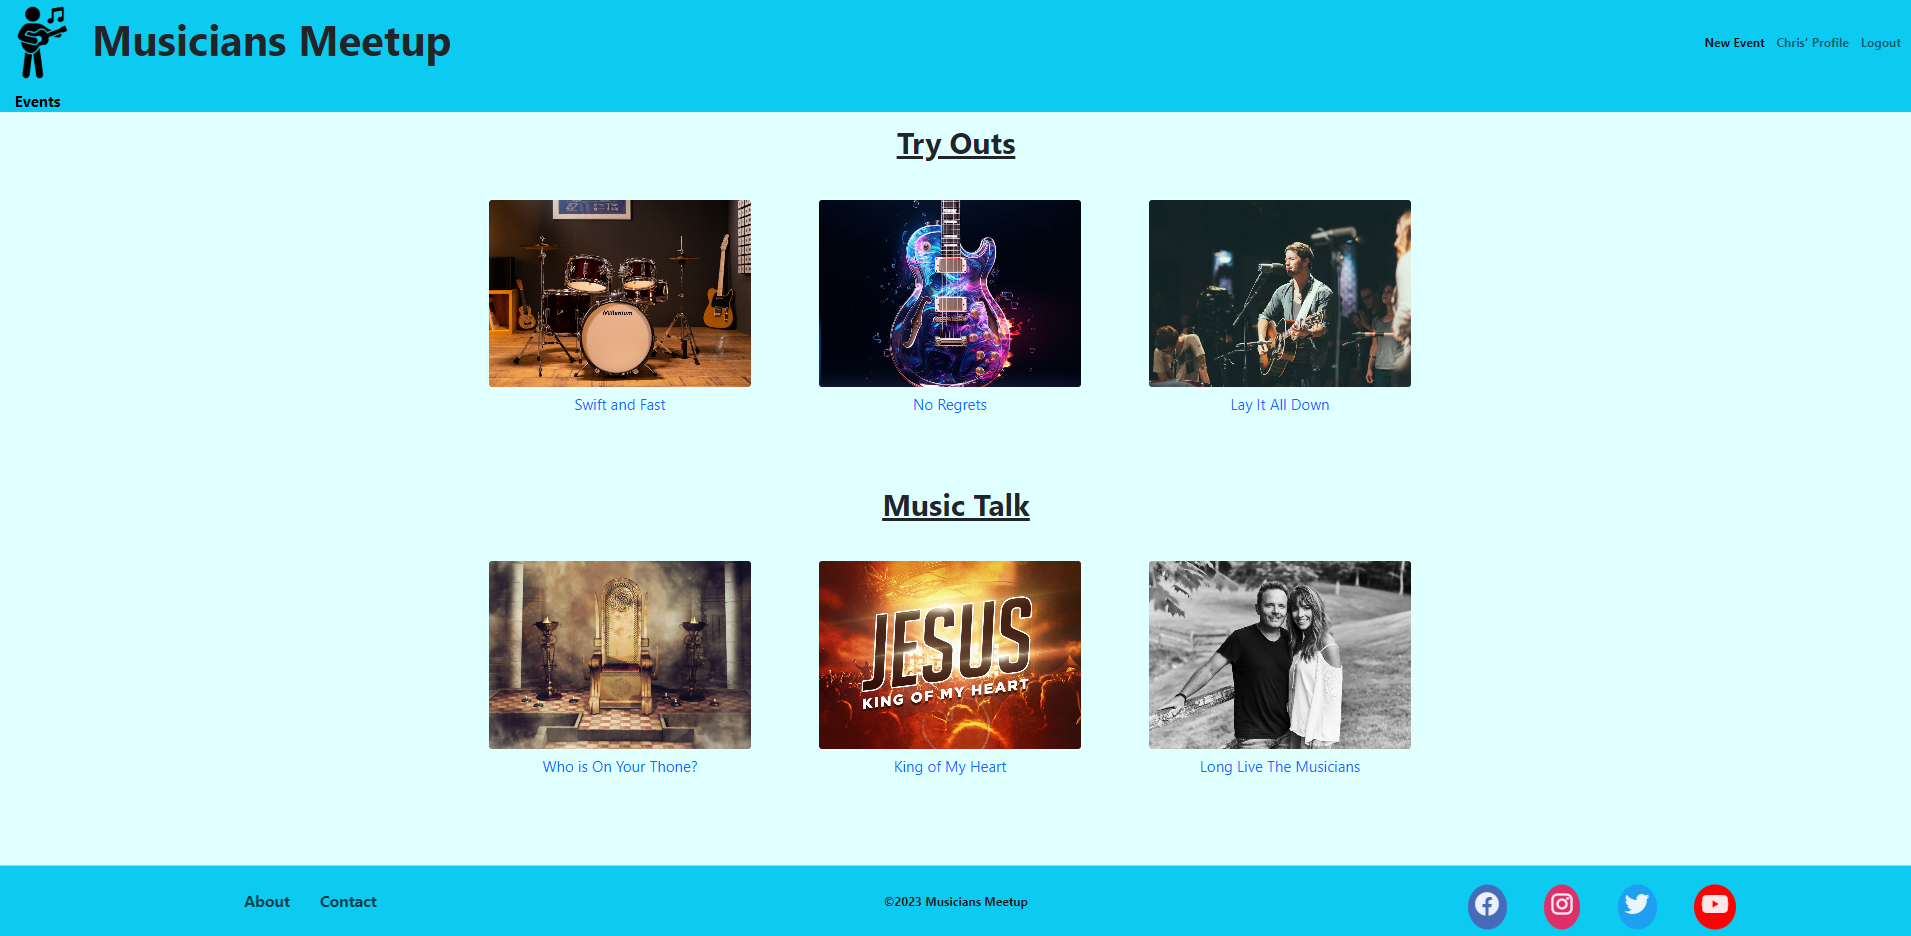 Musicians Meetup
New Event Chris' Profile Logout
Events
Try Outs
Millenium
Swift and Fast
No Regrets
Lay It All Down
Music Talk
JESUS
KING OF MY HEART
Who is On Your Thone?
King of My Heart
Long Live The Musicians
About Contact
©2023 Musicians Meetup